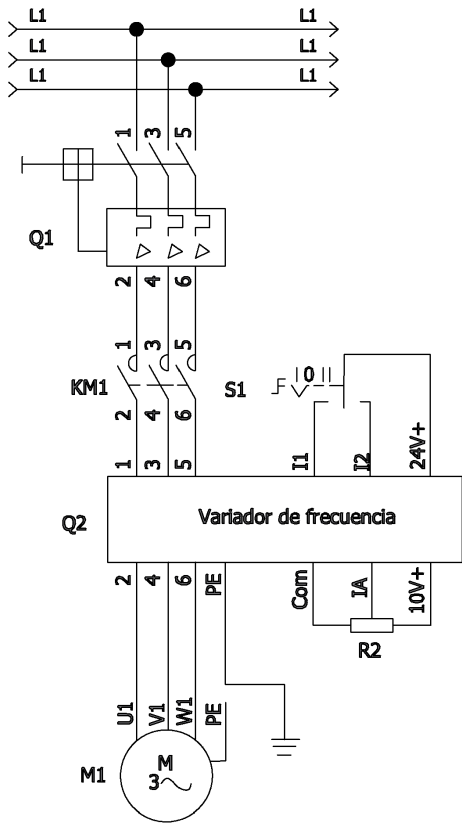 L1 L1
L1 L1
L1 L1
1 3 5
Q1
2 4 6
1 3 5
KM1
S1
I 0 II
2 4 6
1 3 5
I1 I2 24V+
Q2
Variador de frecuencia
2 4 6 PE
Com IA 10V+
R2
U1 V1 W1 PE
M1
M
3